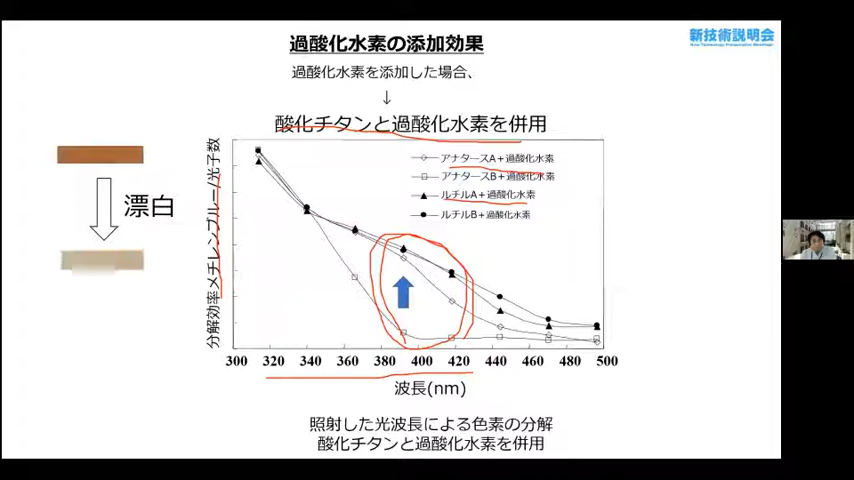 過酸化水素の添加効果
新技術説明会
過酸化水素を添加した場合、
↓
酸化チタンと過酸化水素を併用
アナタースA+過酸化水素
アナタースB+過酸化水素
ルチルA+過酸化水素
ルチルB+過酸化水素
漂白
分解効率メチレンブルー/光子数
300 320 340 360 380 400 420 440 460 480 500
波長(nm)
照射した光波長による色素の分解
酸化チタンと過酸化水素を併用